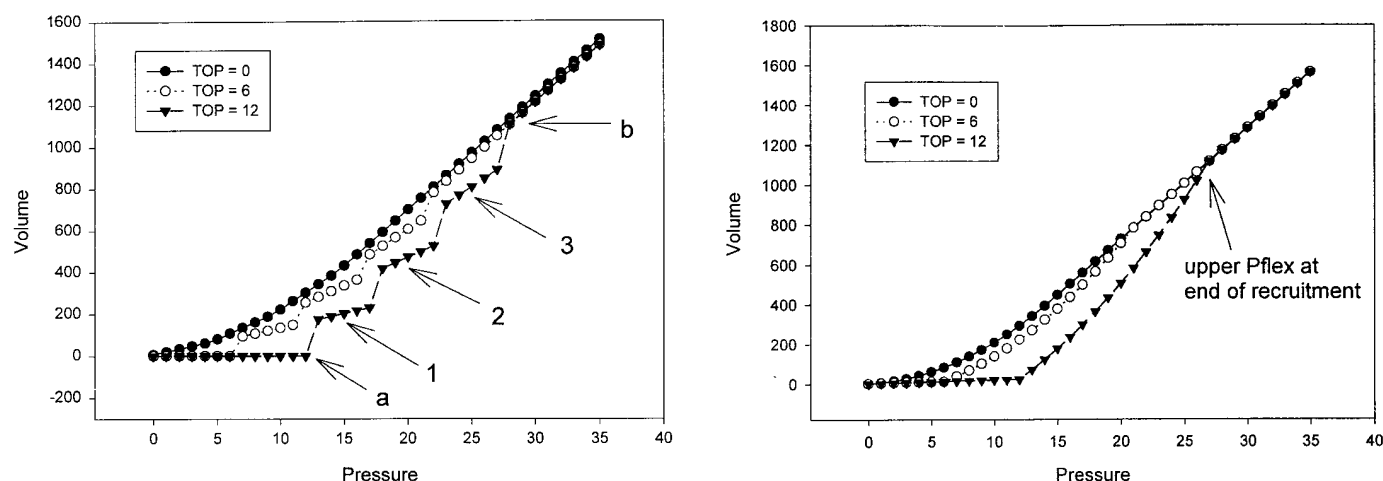 1600
1400
1200
1000
800
600
400
200
0
-200
Volume
TOP = 0
TOP = 6
TOP = 12
b
3
2
1
a
0 5 10 15 20 25 30 35 40
Pressure
1800
1600
1400
1200
1000
800
600
400
200
0
Volume
TOP = 0
TOP = 6
TOP = 12
upper Pflex at
end of recruitment
0 5 10 15 20 25 30 35 40
Pressure